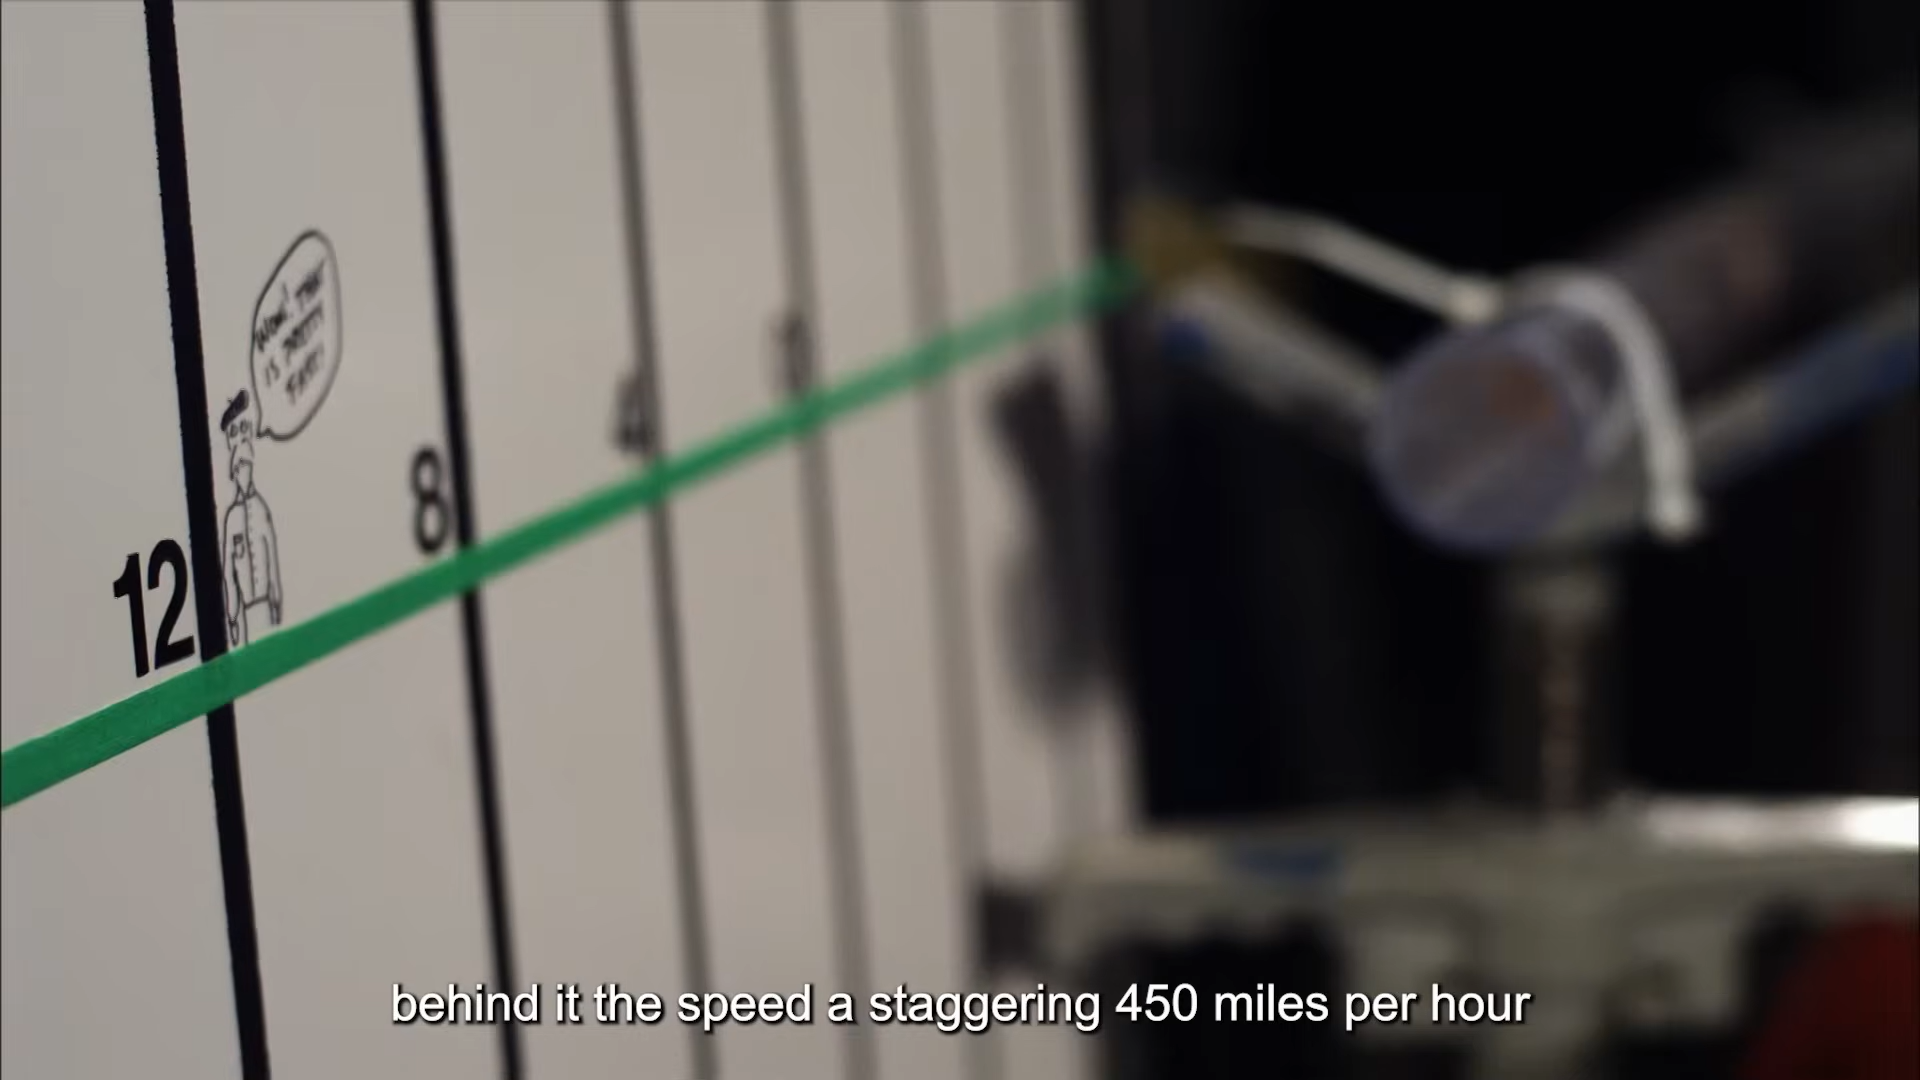 WOW! THAT
IS PRETTY
FAST!
12
8
4
behind it the speed a staggering 450 miles per hour